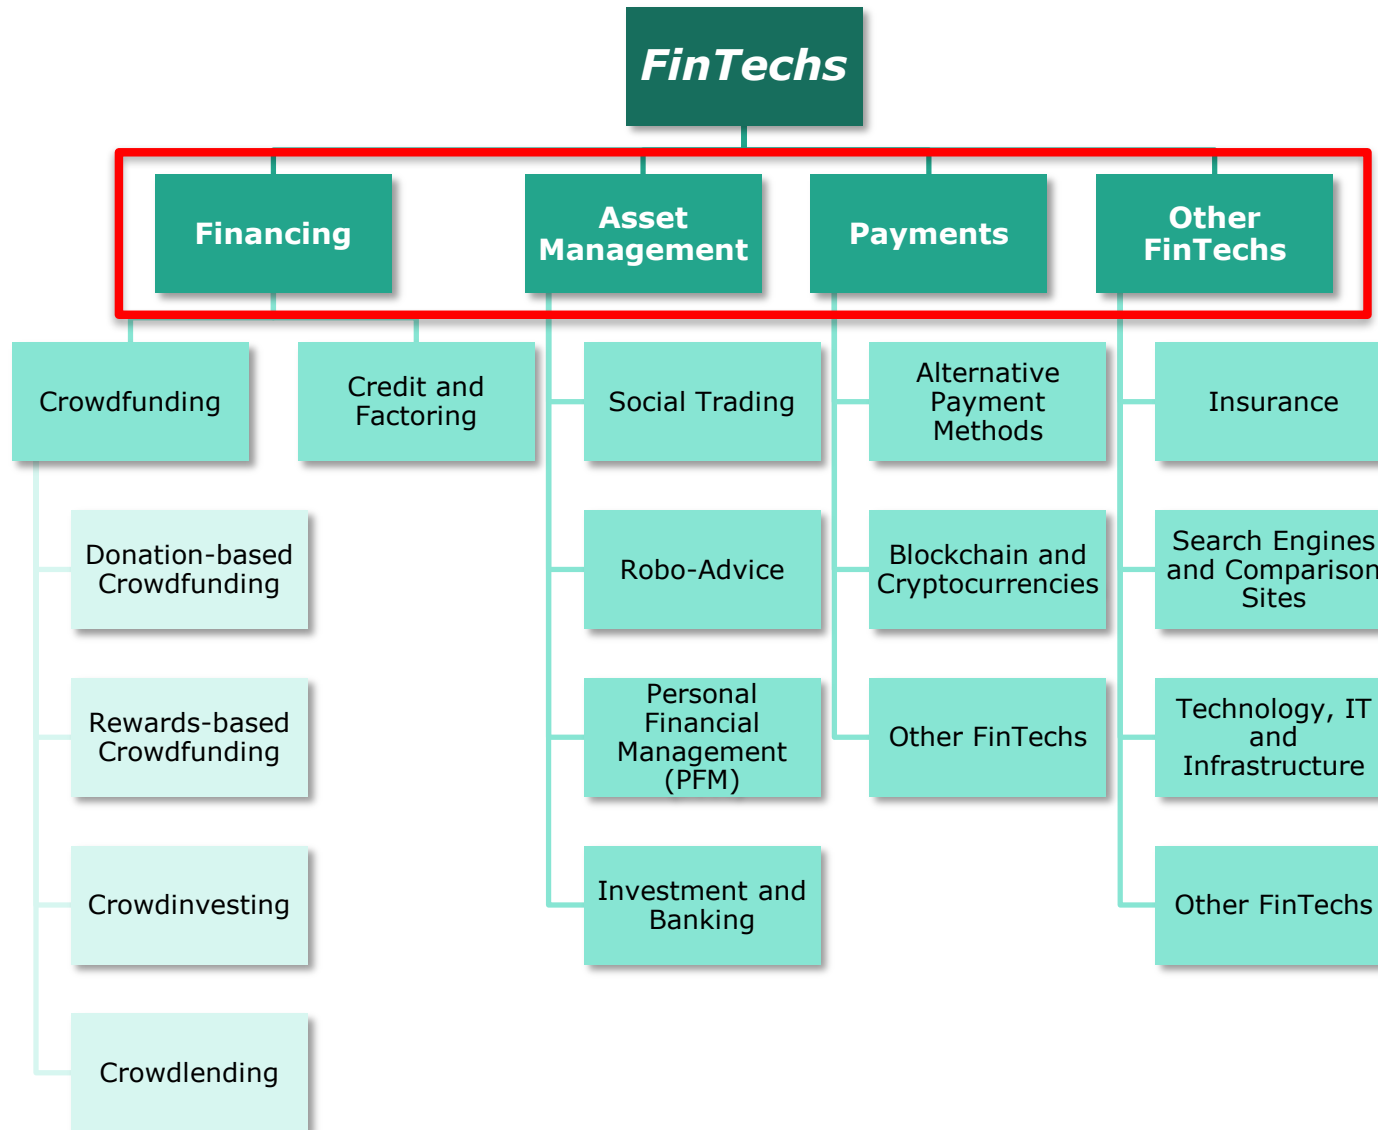 FinTechs
Financing
Asset
Management
Payments
Other
FinTechs
Crowdfunding
Credit and
Factoring
Social Trading
Alternative
Payment
Methods
Insurance
Donation-based
Crowdfunding
Robo-Advice
Blockchain and
Cryptocurrencies
Search Engines
and Comparison
Sites
Rewards-based
Crowdfunding
Personal
Financial
Management
(PFM)
Other FinTechs
Technology, IT
and
Infrastructure
Crowdinvesting
Investment and
Banking
Other FinTechs
Crowdlending